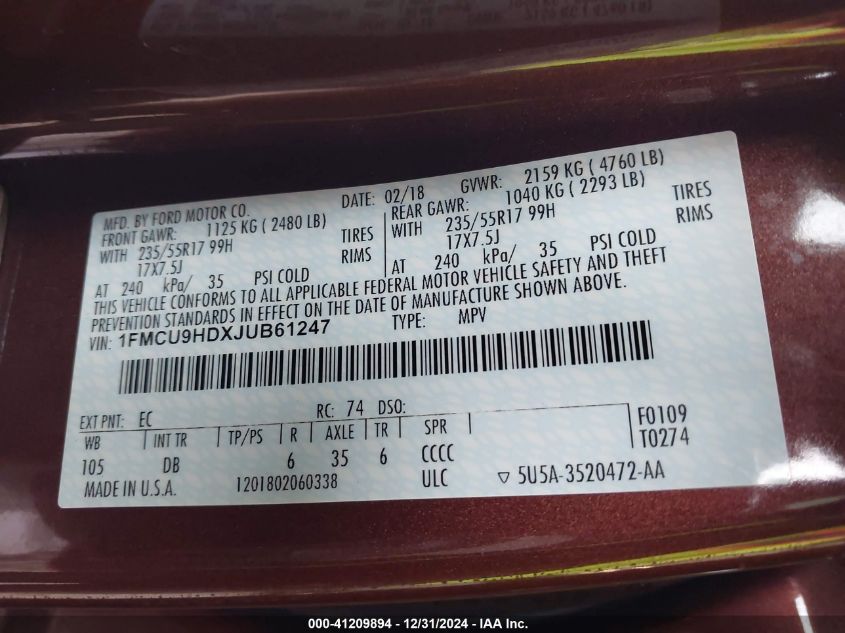 2159 KG (4760 LB)
MFD. BY FORD MOTOR CO. DATE: 02/18 GVWR: 2159 KG ( 4760 LB)
FRONT GAWR: 1125 KG ( 2480 LB) REAR GAWR: 1040 KG ( 2293 LB)
WITH 235/55R17 99H TIRES WITH 235/55R17 99H TIRES
17X7.5J RIMS 17X7.5J RIMS
AT 240 kPa/ 35 PSI COLD AT 240 kPa/ 35 PSI COLD
THIS VEHICLE CONFORMS TO ALL APPLICABLE FEDERAL MOTOR VEHICLE SAFETY AND THEFT
PREVENTION STANDARDS IN EFFECT ON THE DATE OF MANUFACTURE SHOWN ABOVE.
VIN: 1FMCU9HDXJUB61247 TYPE: MPV
EXT PNT: EC RC: 74 DSO: F0109
WB INT TR TP/PS R AXLE TR SPR T0274
105 DB 6 35 6 CCCC
MADE IN U.S.A. 1201802060338 ULC ▽ 5U5A-3520472-AA
000-41209894 - 12/31/2024 - IAA Inc.